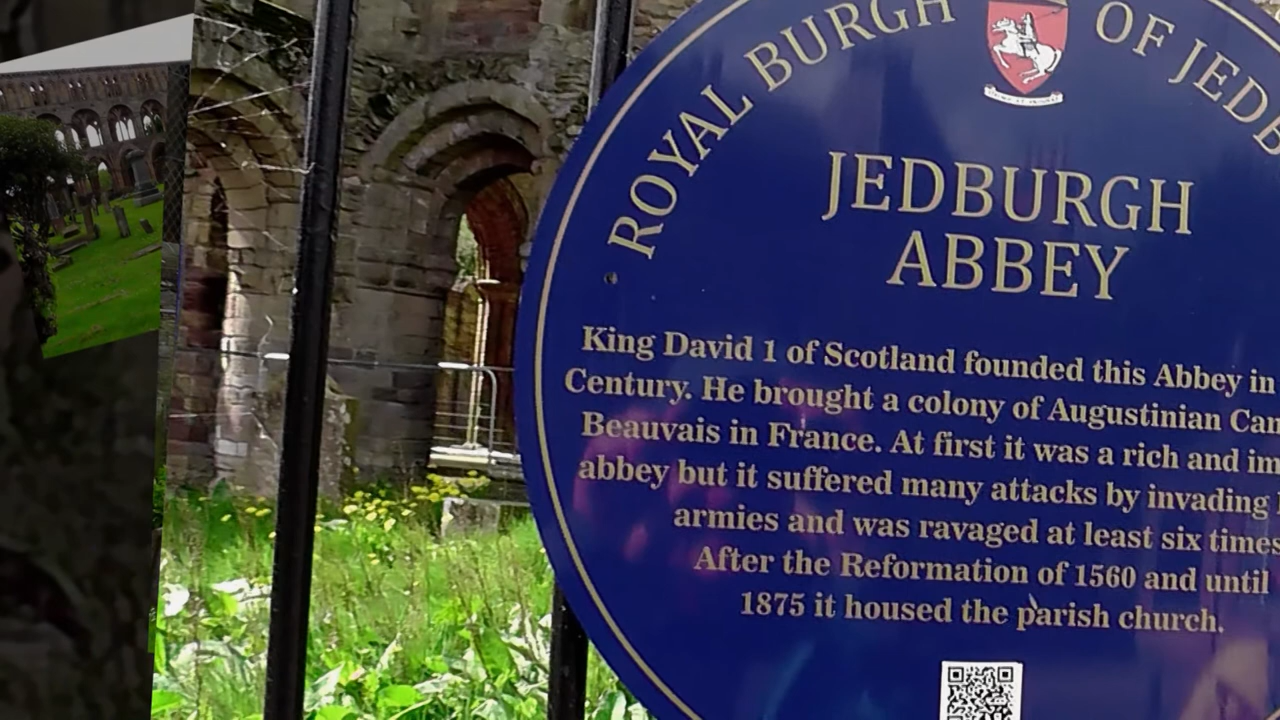 ROYAL BURGH OF
JEDBURGH
ABBEY
King David 1 of Scotland founded this Abbey in
Century. He brought a colony of Augustinian
Beauvais in France. At first it was a rich and
abbey but it suffered many attacks by invading
armies and was ravaged at least six times
After the Reformation of 1560 and until
1875 it housed the parish church.